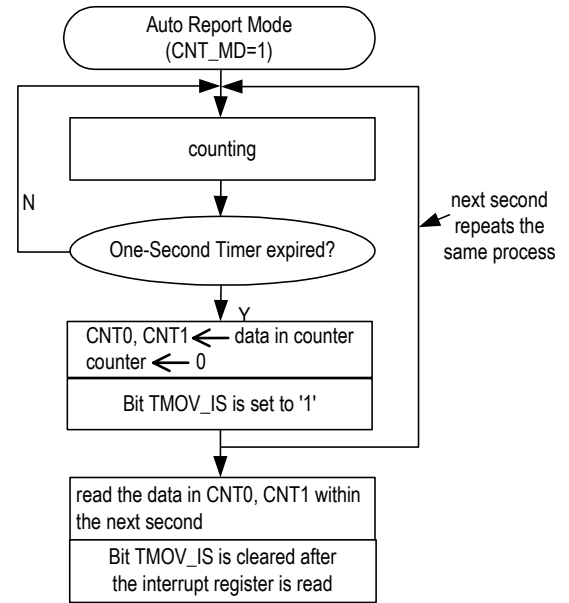 Auto Report Mode
(CNT_MD=1)
counting
N
next second
repeats the
same process
One-Second Timer expired?
Y
CNT0, CNT1 ← data in counter
counter ← 0
Bit TMOV_IS is set to '1'
read the data in CNT0, CNT1 within
the next second
Bit TMOV_IS is cleared after
the interrupt register is read